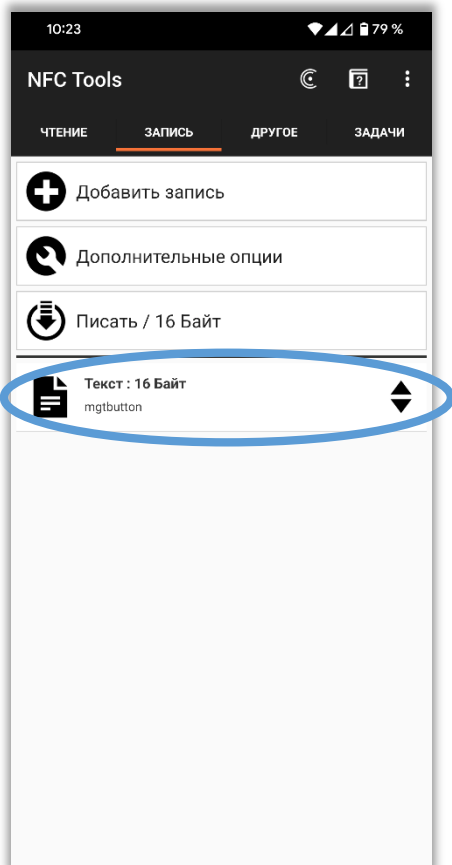 10:23 79 %
NFC Tools
ЧТЕНИЕ ЗАПИСЬ ДРУГОЕ ЗАДАЧИ
Добавить запись
Дополнительные опции
Писать / 16 Байт
Текст : 16 Байт
mgtbutton